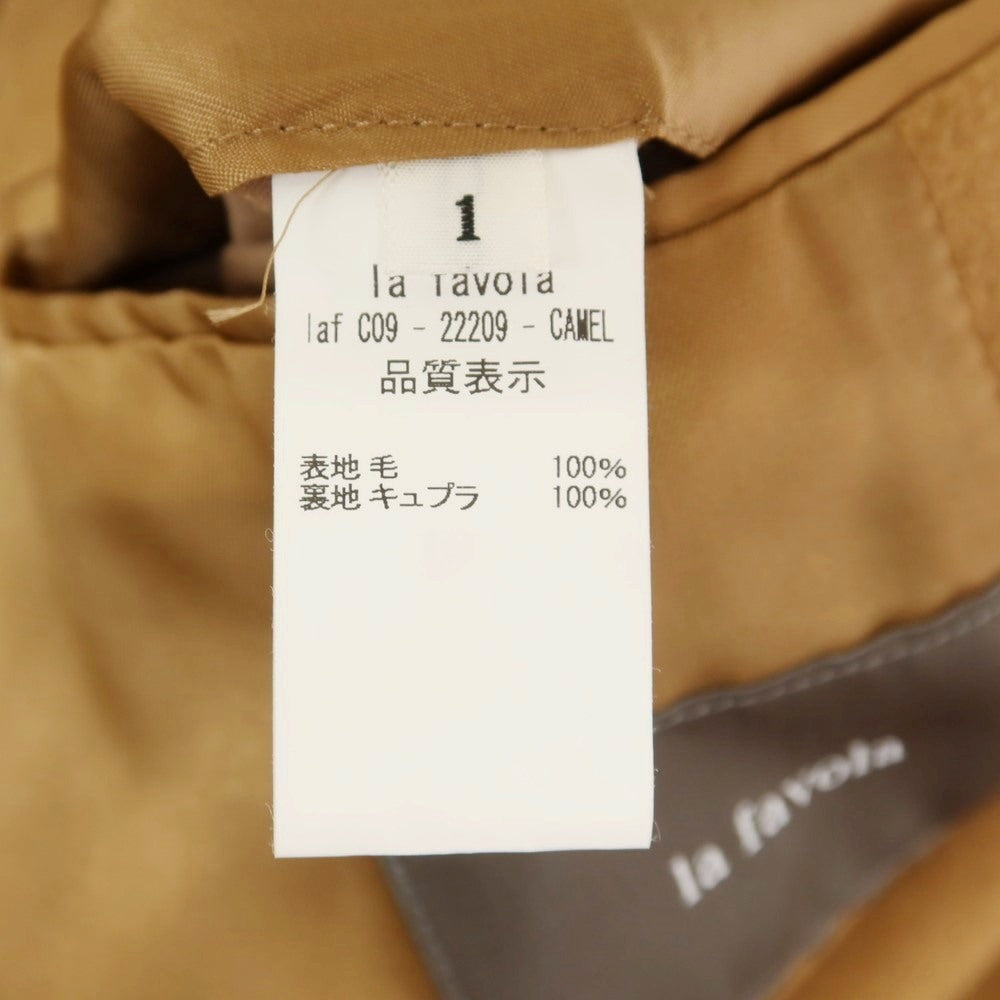 1
la favola
laf C09 - 22209 - CAMEL
品質表示
表地 毛 100%
裏地 キュプラ 100%
la favola